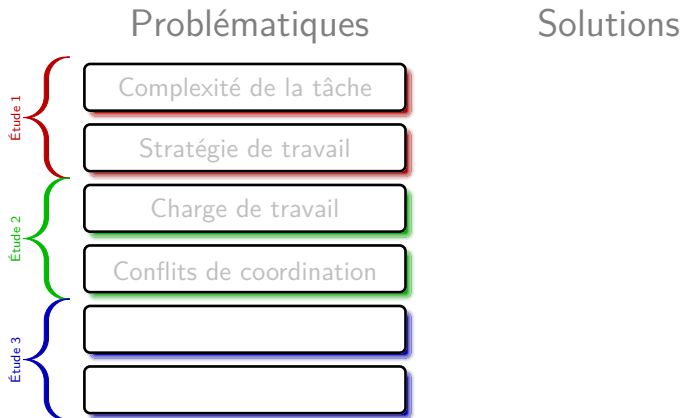 Problématiques Solutions
Étude 1
Complexité de la tâche
Stratégie de travail
Étude 2
Charge de travail
Conflits de coordination
Étude 3